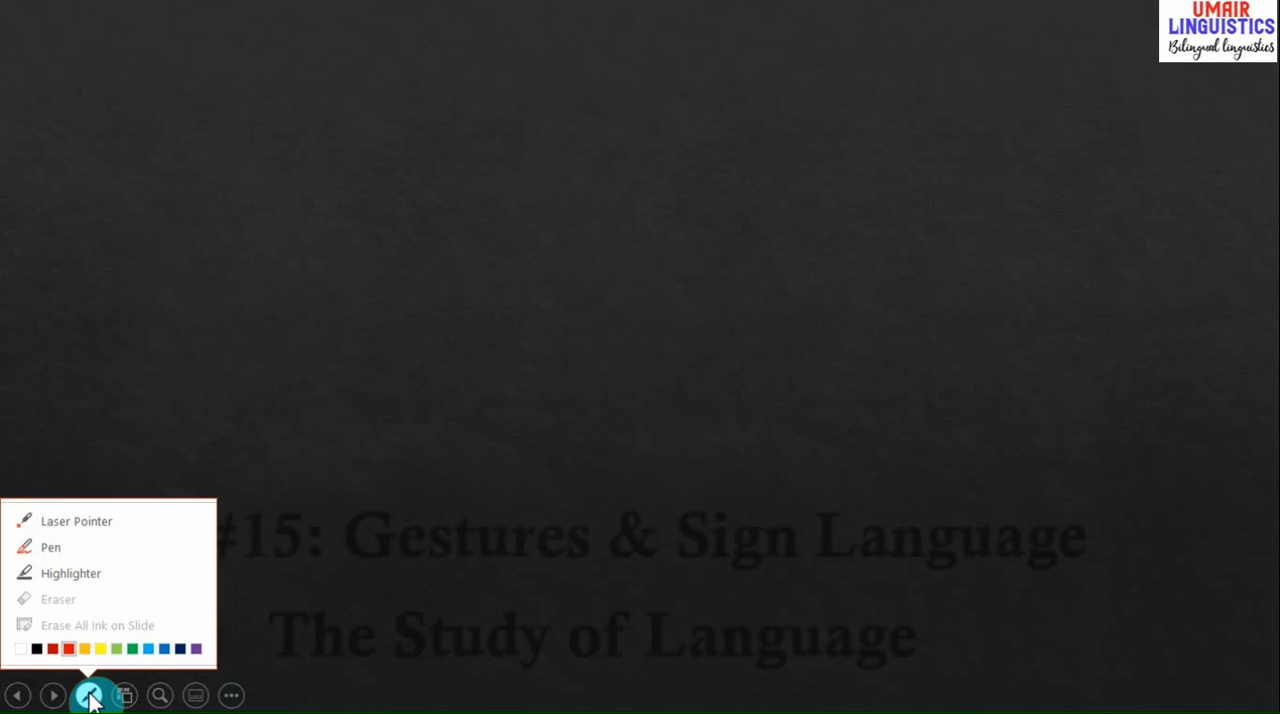 UMAIR
LINGUISTICS
Bilingual linguistics
#15: Gestures & Sign Language
The Study of Language
Laser Pointer
Pen
Highlighter
Eraser
Erase All Ink on Slide